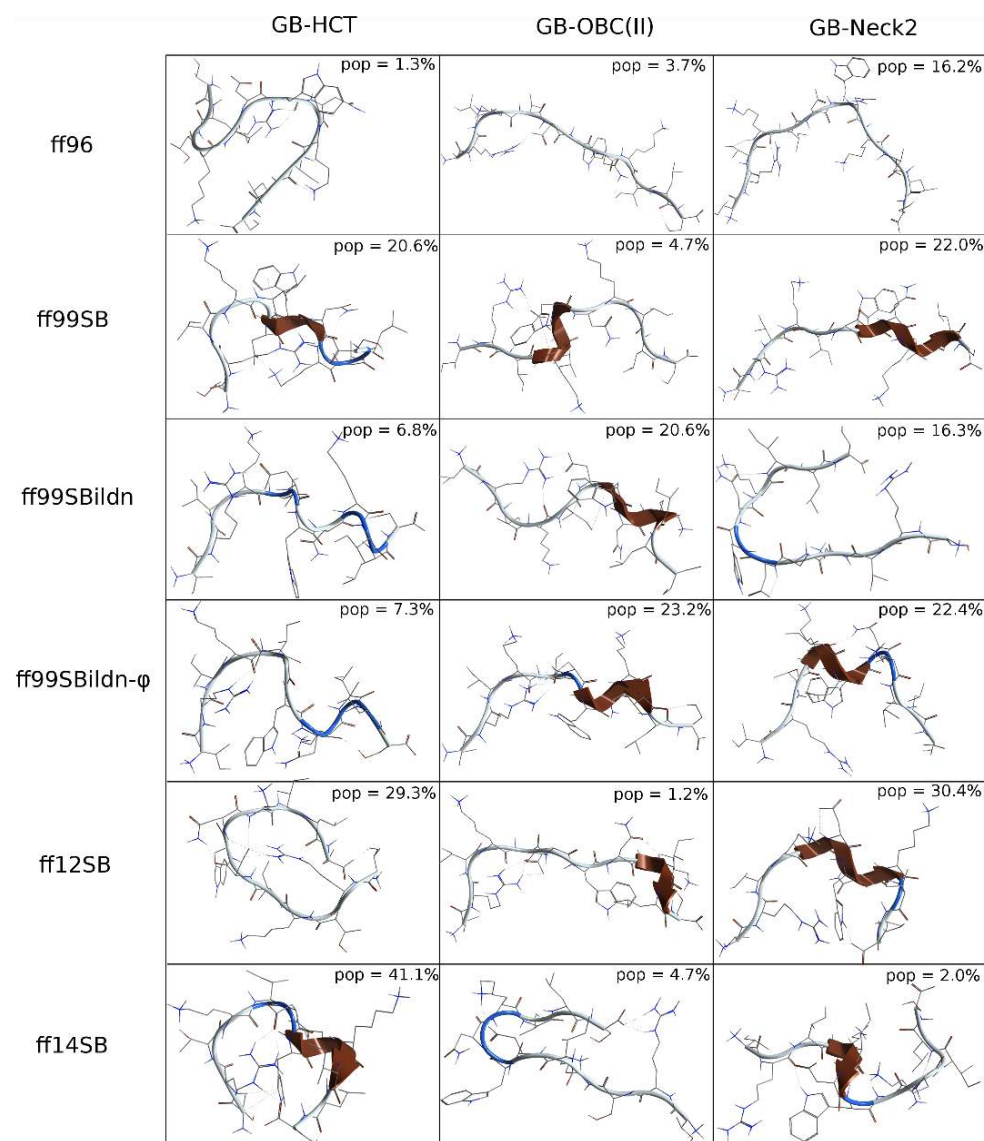 GB-HCT GB-OBC(II) GB-Neck2
ff96 pop = 1.3% pop = 3.7% pop = 16.2%
ff99SB pop = 20.6% pop = 4.7% pop = 22.0%
ff99SBildn pop = 6.8% pop = 20.6% pop = 16.3%
ff99SBildn-φ pop = 7.3% pop = 23.2% pop = 22.4%
ff12SB pop = 29.3% pop = 1.2% pop = 30.4%
ff14SB pop = 41.1% pop = 4.7% pop = 2.0%